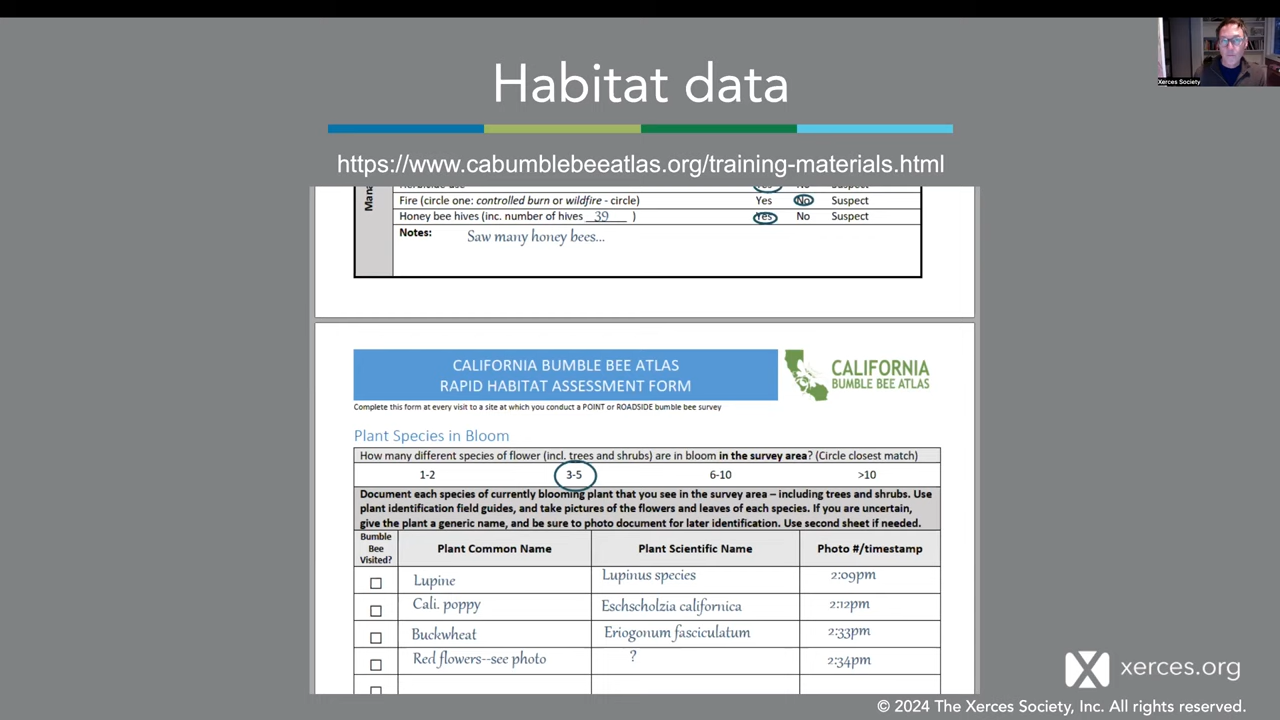 Xerces Society
Habitat data
https://www.cabumblebeeatlas.org/training-materials.html
Herbicide use Yes No Suspect
Fire (circle one: controlled burn or wildfire - circle) Yes No Suspect
Honey bee hives (inc. number of hives 39 ) Yes No Suspect
Notes: Saw many honey bees...
CALIFORNIA BUMBLE BEE ATLAS
RAPID HABITAT ASSESSMENT FORM
CALIFORNIA
BUMBLE BEE ATLAS
Complete this form at every visit to a site at which you conduct a POINT or ROADSIDE bumble bee survey
Plant Species in Bloom
How many different species of flower (incl. trees and shrubs) are in bloom in the survey area? (Circle closest match)
1-2 3-5 6-10 >10
Document each species of currently blooming plant that you see in the survey area – including trees and shrubs. Use
plant identification field guides, and take pictures of the flowers and leaves of each species. If you are uncertain,
give the plant a generic name, and be sure to photo document for later identification. Use second sheet if needed.
Bumble
Bee
Visited?
Plant Common Name Plant Scientific Name Photo #/timestamp
Lupine Lupinus species 2:09pm
Cali. poppy Eschscholzia californica 2:12pm
Buckwheat Eriogonum fasciculatum 2:33pm
Red flowers--see photo ? 2:34pm
xerces.org
© 2024 The Xerces Society, Inc. All rights reserved.